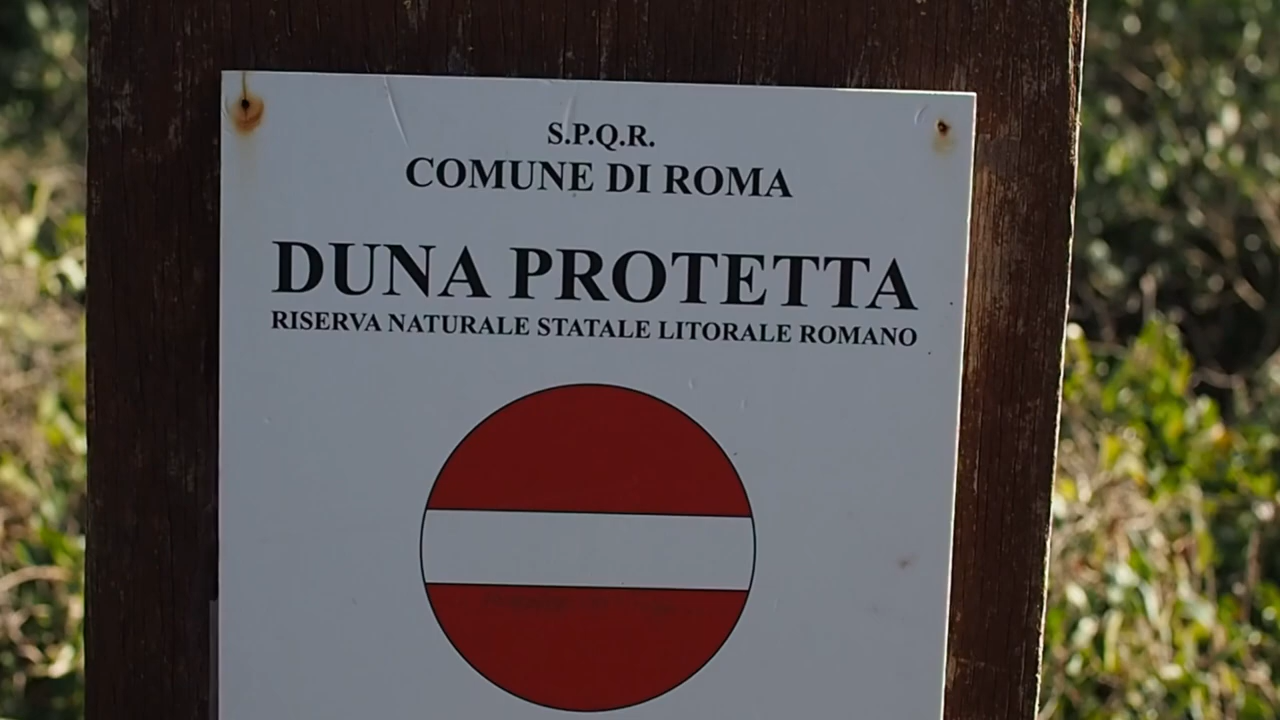 S.P.Q.R.
COMUNE DI ROMA
DUNA PROTETTA
RISERVA NATURALE STATALE LITORALE ROMANO